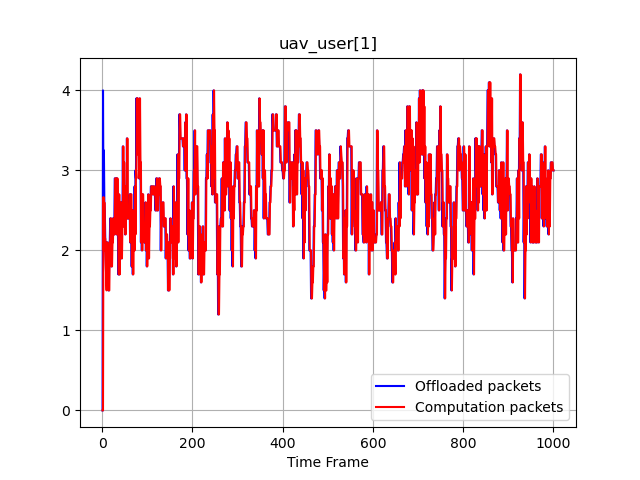 uav_user[1]
4
3
2
1
0
Offloaded packets
Computation packets
0 200 400 600 800 1000
Time Frame